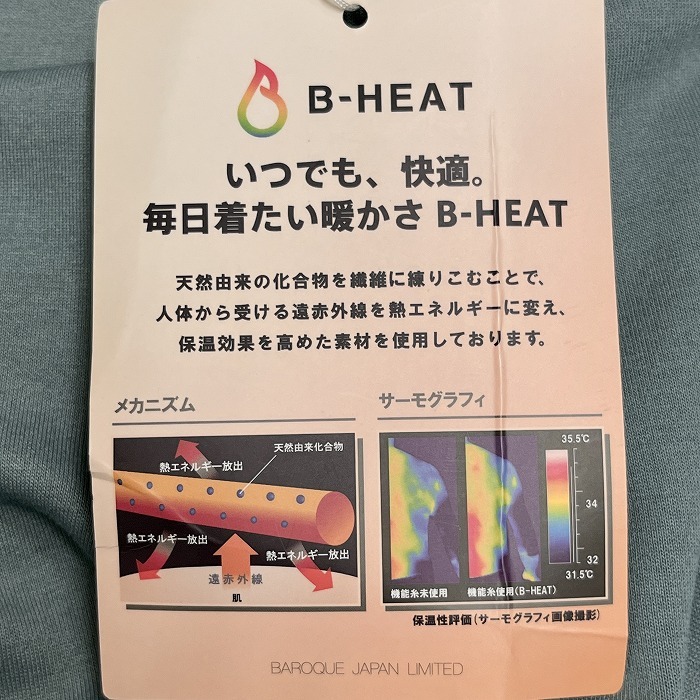 B-HEAT
いつでも、快適。
毎日着たい暖かさ B-HEAT
天然由来の化合物を繊維に練りこむことで、
人体から受ける遠赤外線を熱エネルギーに変え、
保温効果を高めた素材を使用しております。
メカニズム
天然由来化合物
熱エネルギー放出
熱エネルギー放出
熱エネルギー放出
遠赤外線
肌
サーモグラフィ
35.5℃
34
32
31.5℃
機能糸未使用
機能糸使用(B-HEAT)
保温性評価(サーモグラフィ画像撮影)
BAROQUE JAPAN LIMITED